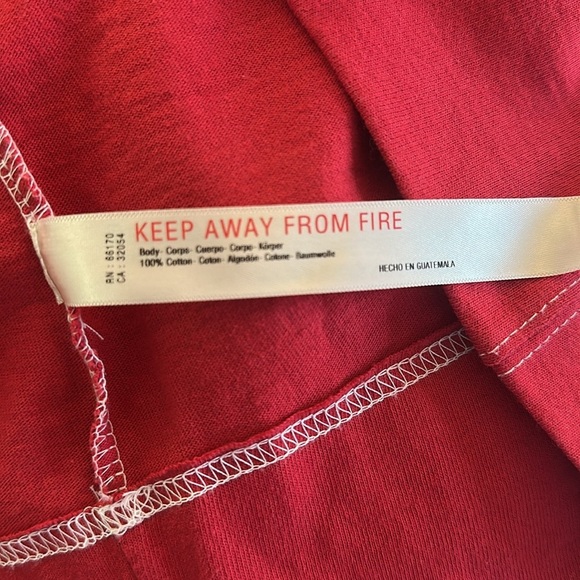 RN : 66170
CA : 32054
KEEP AWAY FROM FIRE
Body- Corps- Cuerpo- Corpo- Körper
100% Cotton- Coton- Algodón- Cotone- Baumwolle
HECHO EN GUATEMALA